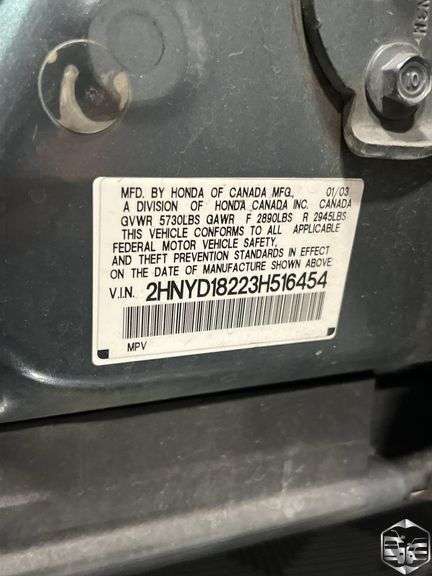 MFD. BY HONDA OF CANADA MFG., 01/03
A DIVISION OF HONDA CANADA INC. CANADA
GVWR 5730LBS GAWR F 2890LBS R 2945LBS
THIS VEHICLE CONFORMS TO ALL APPLICABLE
FEDERAL MOTOR VEHICLE SAFETY,
AND THEFT PREVENTION STANDARDS IN EFFECT
ON THE DATE OF MANUFACTURE SHOWN ABOVE.
V.I.N. 2HNYD18223H516454
MPV
10